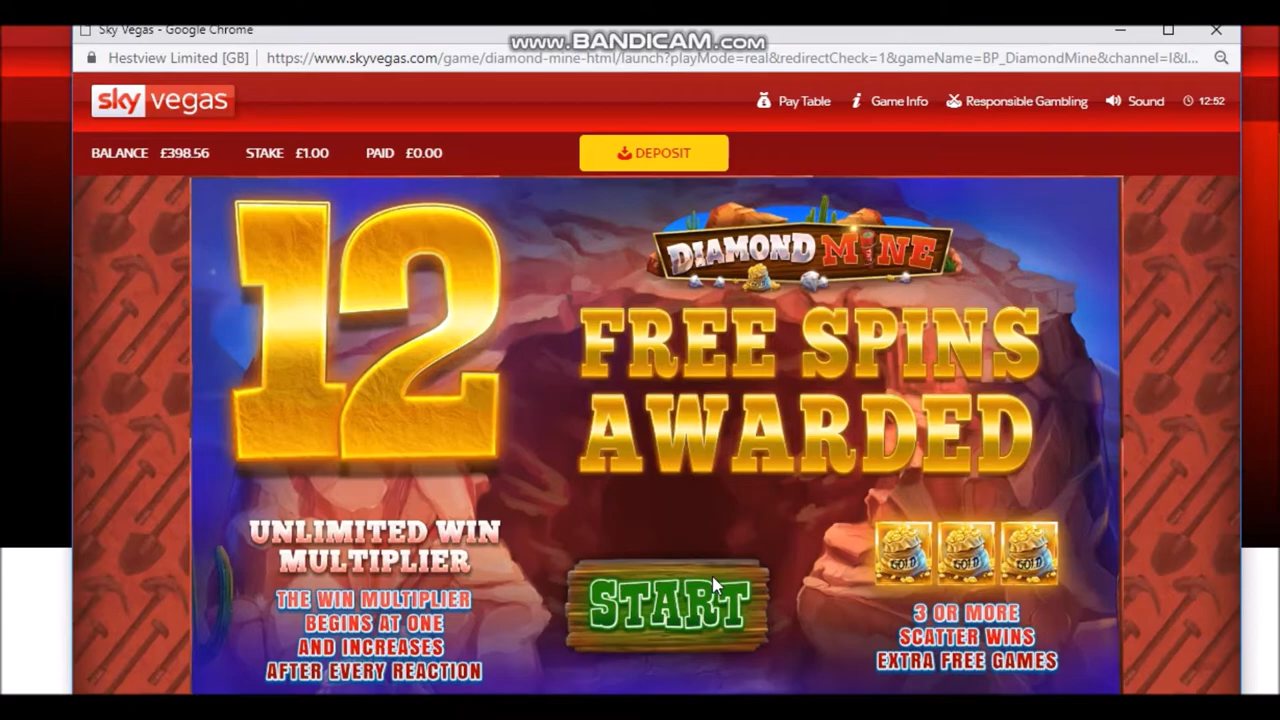 Sky Vegas - Google Chrome
www.BANDICAM.com
Hestview Limited [GB] https://www.skyvegas.com/game/diamond-mine-html/launch?playMode=real&redirectCheck=1&gameName=BP_DiamondMine&channel=I&l...
sky vegas
Pay Table Game Info Responsible Gambling Sound 12:52
BALANCE £398.56 STAKE £1.00 PAID £0.00 DEPOSIT
12
DIAMOND MINE
FREE SPINS
AWARDED
UNLIMITED WIN
MULTIPLIER
THE WIN MULTIPLIER
BEGINS AT ONE
AND INCREASES
AFTER EVERY REACTION
START
GOLD GOLD GOLD
3 OR MORE
SCATTER WINS
EXTRA FREE GAMES